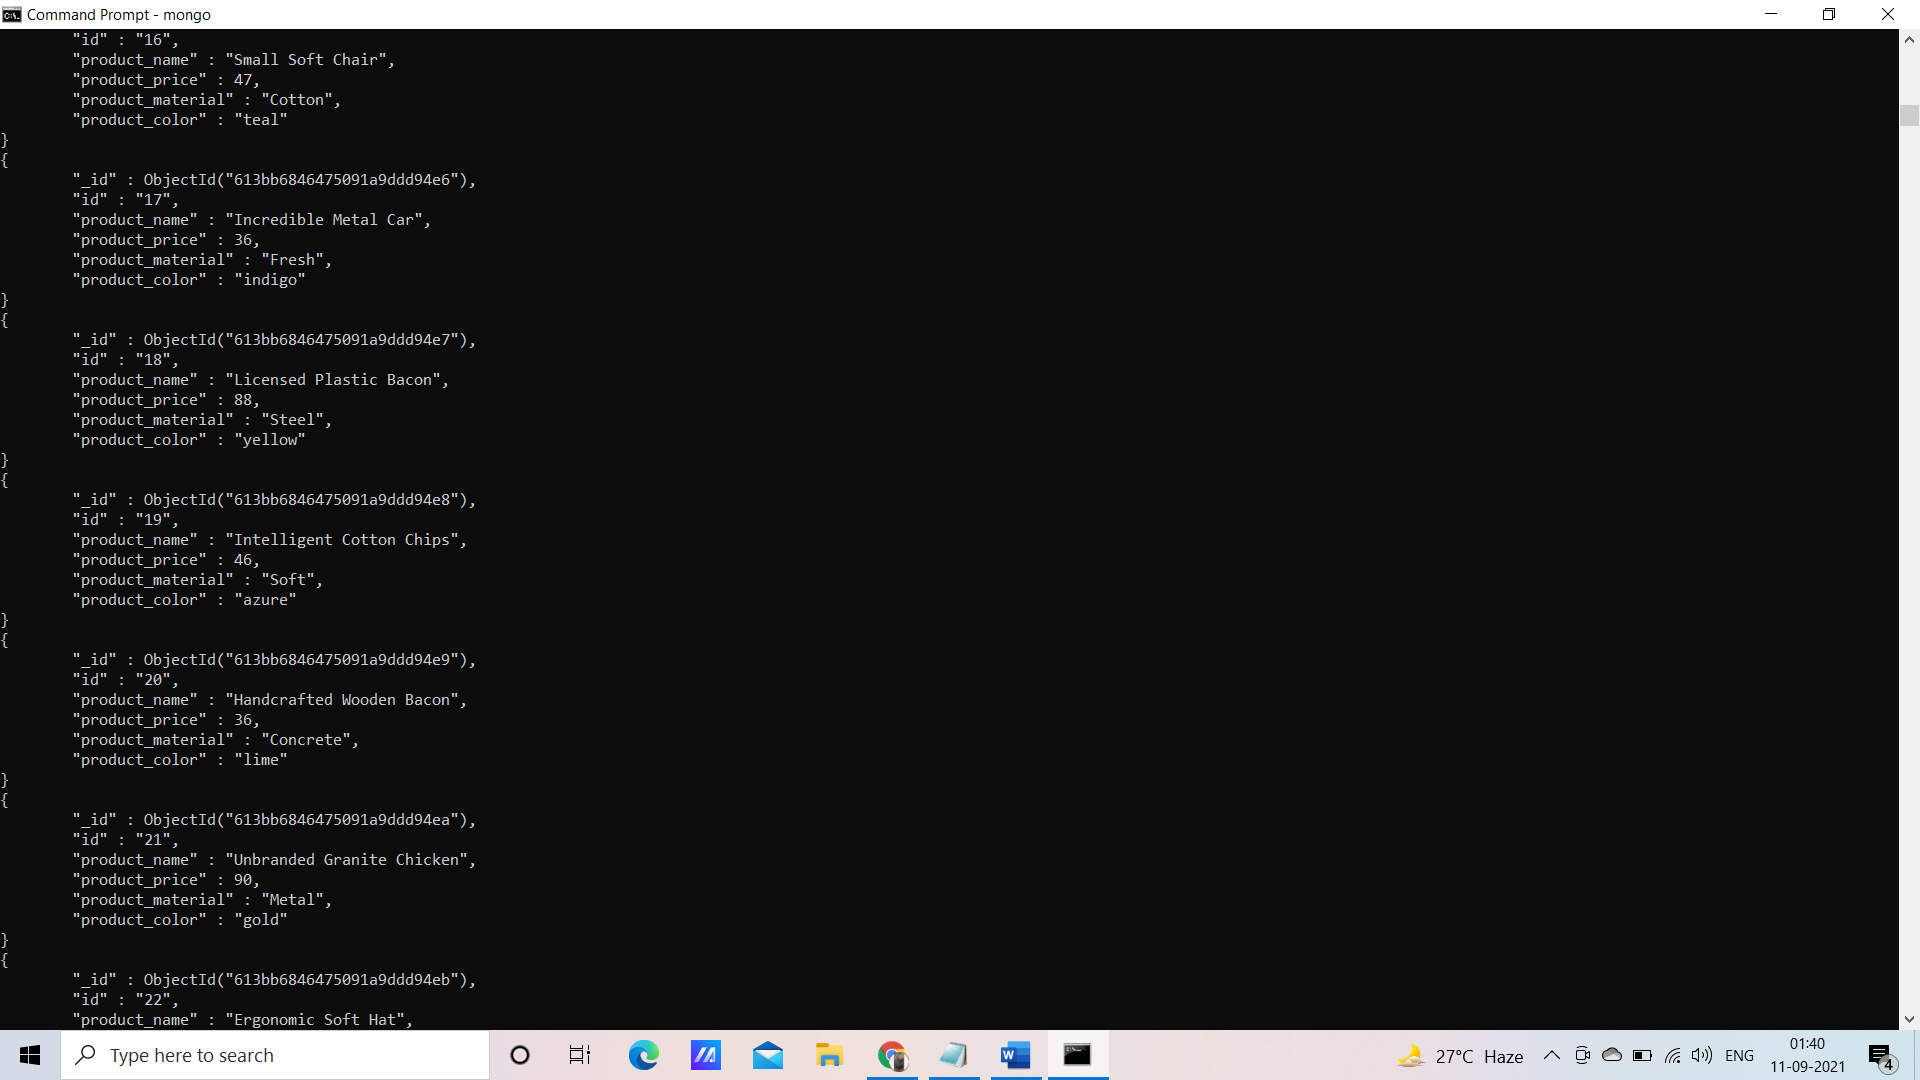 Command Prompt - mongo
"id" : "16",
"product_name" : "Small Soft Chair",
"product_price" : 47,
"product_material" : "Cotton",
"product_color" : "teal"
}
{
"_id" : ObjectId("613bb6846475091a9ddd94e6"),
"id" : "17",
"product_name" : "Incredible Metal Car",
"product_price" : 36,
"product_material" : "Fresh",
"product_color" : "indigo"
}
{
"_id" : ObjectId("613bb6846475091a9ddd94e7"),
"id" : "18",
"product_name" : "Licensed Plastic Bacon",
"product_price" : 88,
"product_material" : "Steel",
"product_color" : "yellow"
}
{
"_id" : ObjectId("613bb6846475091a9ddd94e8"),
"id" : "19",
"product_name" : "Intelligent Cotton Chips",
"product_price" : 46,
"product_material" : "Soft",
"product_color" : "azure"
}
{
"_id" : ObjectId("613bb6846475091a9ddd94e9"),
"id" : "20",
"product_name" : "Handcrafted Wooden Bacon",
"product_price" : 36,
"product_material" : "Concrete",
"product_color" : "lime"
}
{
"_id" : ObjectId("613bb6846475091a9ddd94ea"),
"id" : "21",
"product_name" : "Unbranded Granite Chicken",
"product_price" : 90,
"product_material" : "Metal",
"product_color" : "gold"
}
{
"_id" : ObjectId("613bb6846475091a9ddd94eb"),
"id" : "22",
"product_name" : "Ergonomic Soft Hat",
Type here to search
27°C Haze
ENG
01:40
11-09-2021
4